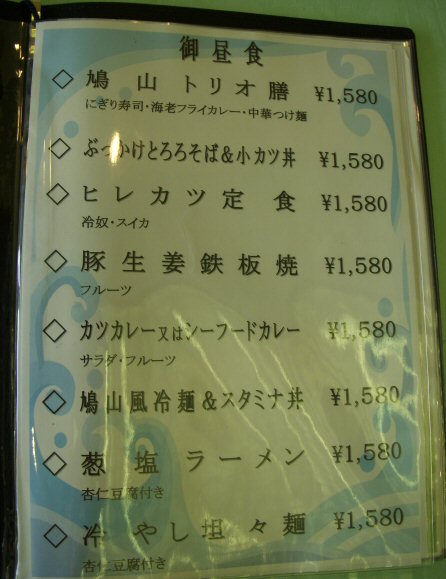 御昼食
◇ 鳩山トリオ膳 ¥1,580
にぎり寿司・海老フライカレー・中華つけ麺
◇ ぶっかけとろろそば&小カツ丼 ¥1,580
◇ ヒレカツ定食 ¥1,580
冷奴・スイカ
◇ 豚生姜鉄板焼 ¥1,580
フルーツ
◇ カツカレー又はシーフードカレー ¥1,580
サラダ・フルーツ
◇ 鳩山風冷麺&スタミナ丼 ¥1,580
◇ 葱塩ラーメン ¥1,580
杏仁豆腐付き
◇ 冷やし坦々麺 ¥1,580
杏仁豆腐付き